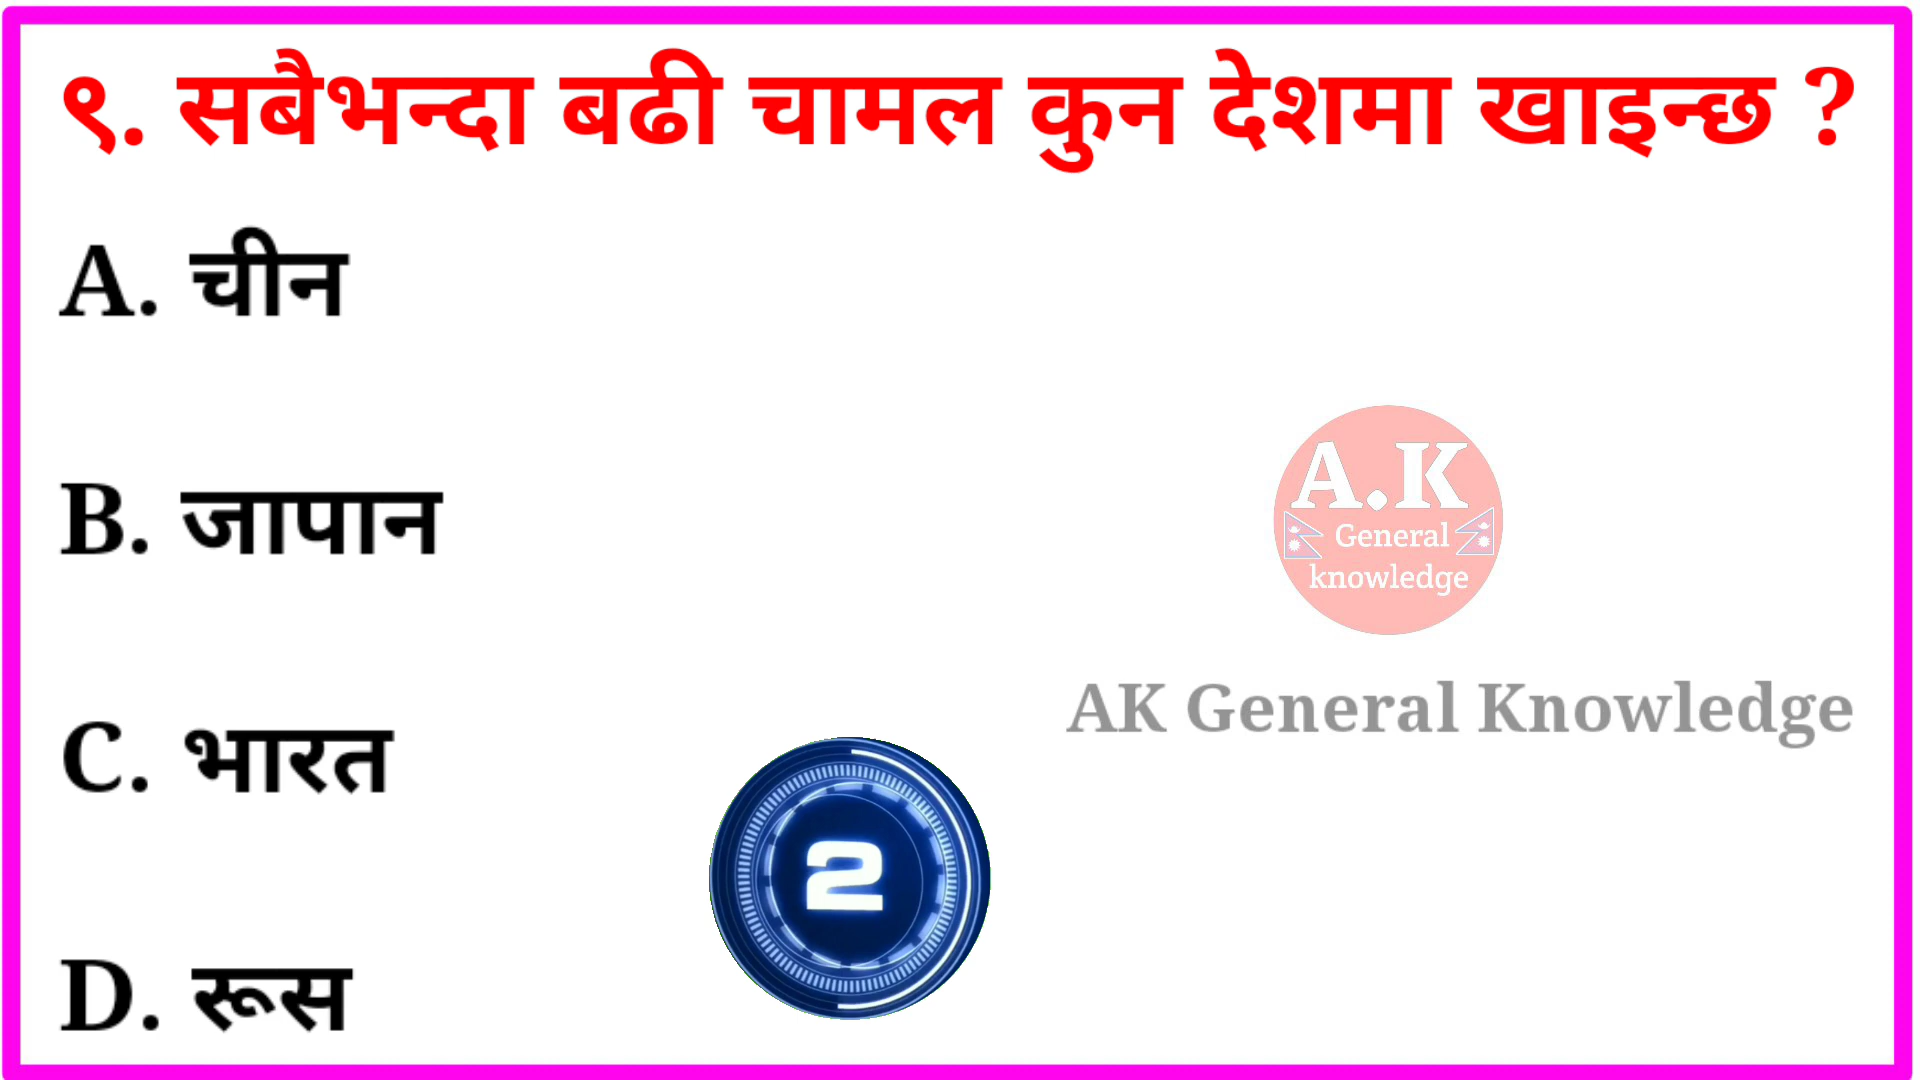 ९. सबैभन्दा बढी चामल कुन देशमा खाइन्छ ?
A. चीन
B. जापान
C. भारत
D. रूस
A.K
General
knowledge
AK General Knowledge
2